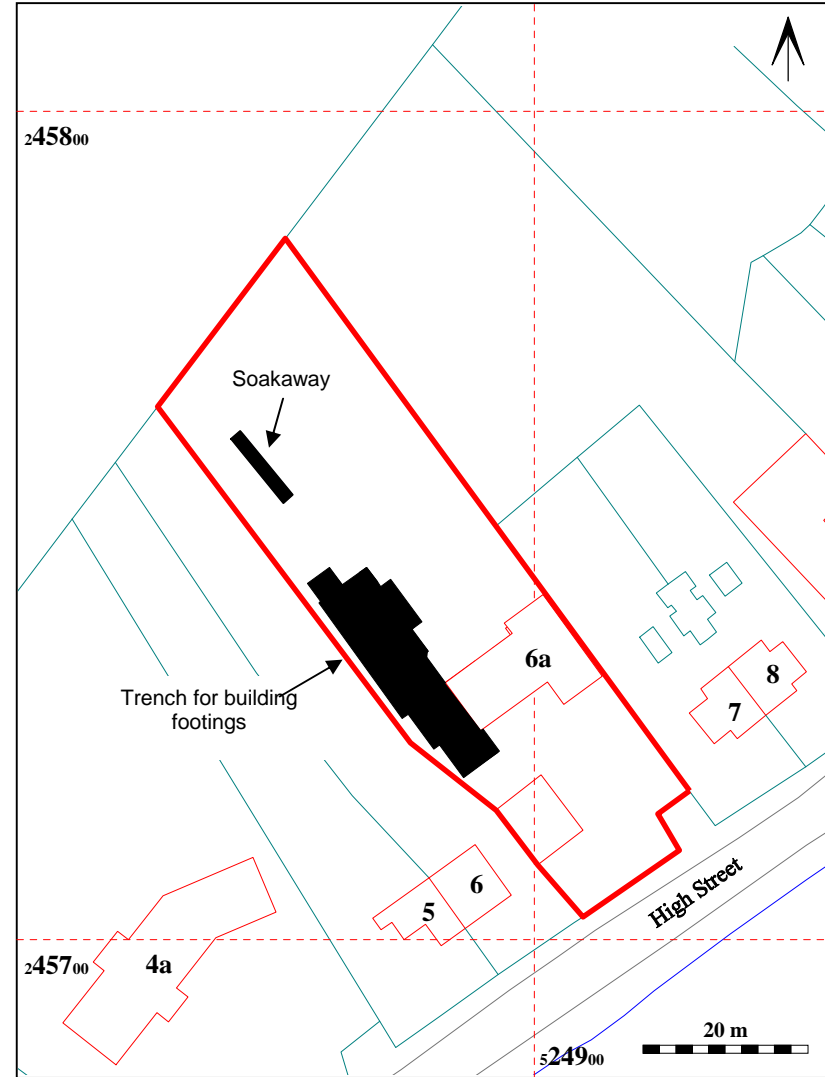 245800
Soakaway
6a
8
7
Trench for building
footings
6
5
High Street
4a
245700
20 m
524900